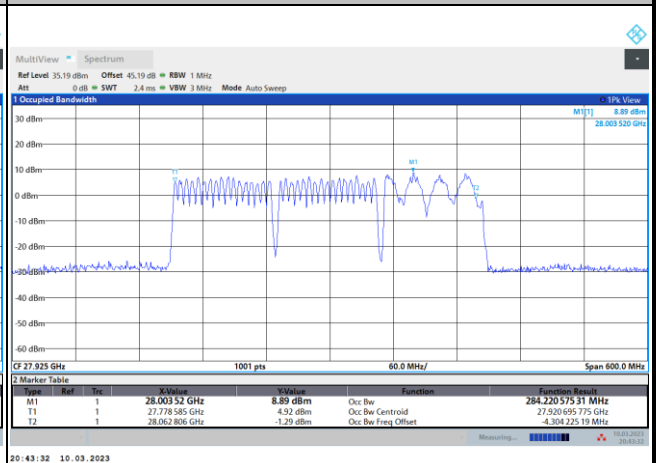 MultiView Spectrum
Ref Level 35.19 dBm Offset 45.19 dB RBW 1 MHz
Att 0 dB SWT 2.4 ms VBW 3 MHz Mode Auto Sweep
1 Occupied Bandwidth 1Pk View
M1[1] 8.89 dBm
28.003 520 GHz
30 dBm
20 dBm
M1
10 dBm
T1
T2
0 dBm
-10 dBm
-20 dBm
-30 dBm
-40 dBm
-50 dBm
-60 dBm
CF 27.925 GHz 1001 pts 60.0 MHz/ Span 600.0 MHz
2 Marker Table
Type Ref Trc X-Value Y-Value Function Function Result
M1 1 28.003 52 GHz 8.89 dBm Occ Bw 284.220 575 31 MHz
T1 1 27.778 585 GHz 4.92 dBm Occ Bw Centroid 27.920 695 775 GHz
T2 1 28.062 806 GHz -1.29 dBm Occ Bw Freq Offset -4.304 225 19 MHz
Measuring... 10.03.2023
20:43:32
20:43:32 10.03.2023